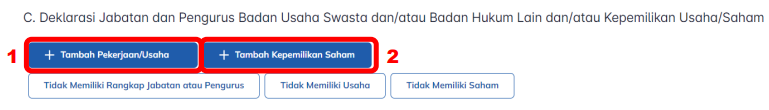 C. Deklarasi Jabatan dan Pengurus Badan Usaha Swasta dan/atau Badan Hukum Lain dan/atau Kepemilikan Usaha/Saham
1 + Tambah Pekerjaan/Usaha + Tambah Kepemilikan Saham 2
Tidak Memiliki Rangkap Jabatan atau Pengurus Tidak Memiliki Usaha Tidak Memiliki Saham